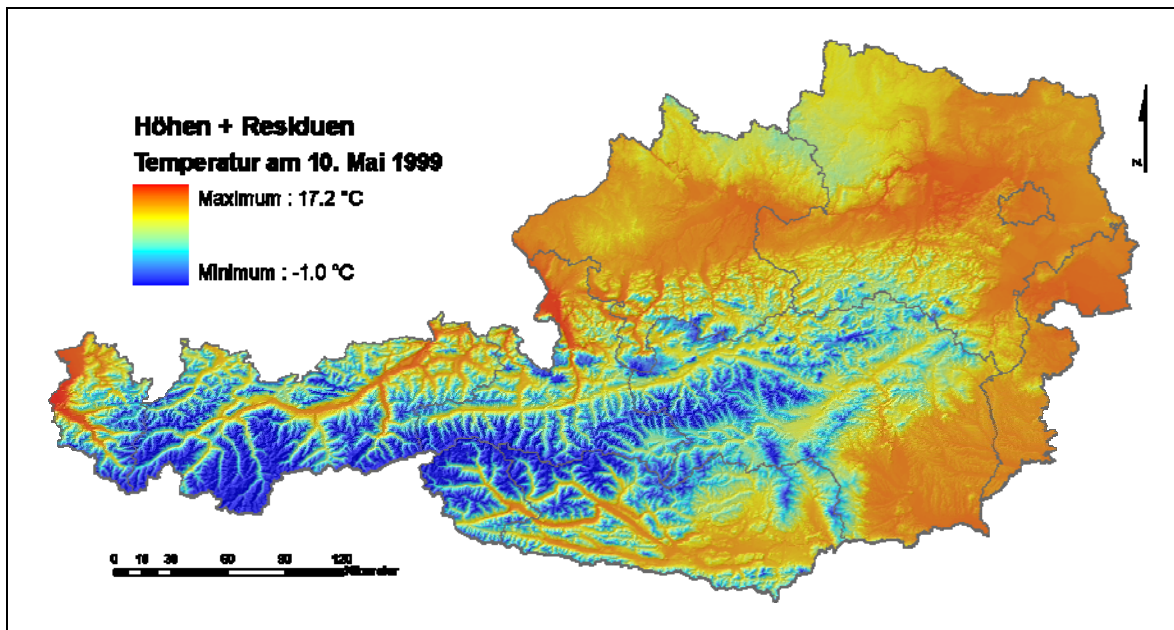 Höhen + Residuen
Temperatur am 10. Mai 1999
Maximum : 17.2 °C
Minimum : -1.0 °C
N
0 15 30 60 90 120
Kilometer